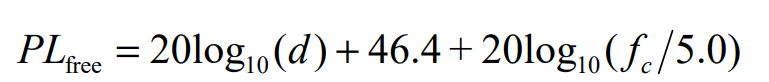 PL_free = 20log_10(d) + 46.4 + 20log_10(f_c/5.0)